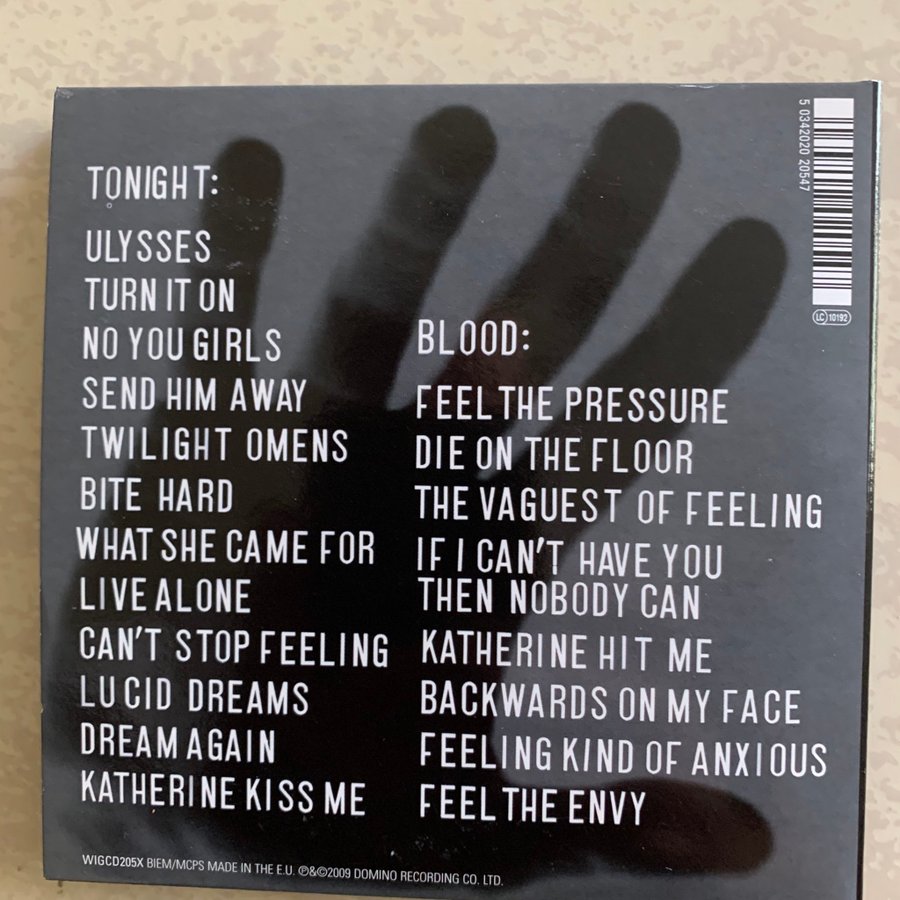 TONIGHT:
ULYSSES
TURN IT ON
NO YOU GIRLS
SEND HIM AWAY
TWILIGHT OMENS
BITE HARD
WHAT SHE CAME FOR
LIVE ALONE
CAN'T STOP FEELING
LUCID DREAMS
DREAM AGAIN
KATHERINE KISS ME
BLOOD:
FEEL THE PRESSURE
DIE ON THE FLOOR
THE VAGUEST OF FEELING
IF I CAN'T HAVE YOU
THEN NOBODY CAN
KATHERINE HIT ME
BACKWARDS ON MY FACE
FEELING KIND OF ANXIOUS
FEEL THE ENVY
5 034202 020547
LC 10192
WIGCD205X BIEM/MCPS MADE IN THE E.U. ℗&©2009 DOMINO RECORDING CO. LTD.